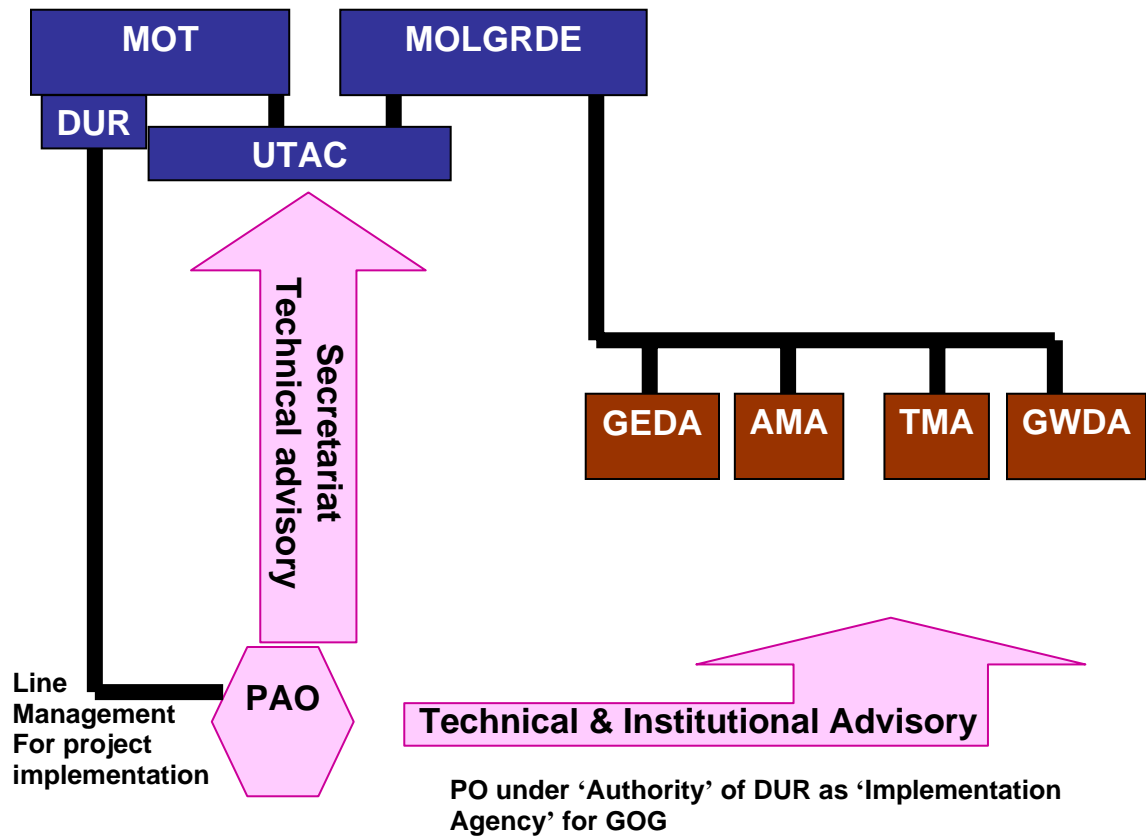 MOT
MOLGRDE
DUR
UTAC
Secretariat
Technical advisory
GEDA
AMA
TMA
GWDA
Line
Management
For project
implementation
PAO
Technical & Institutional Advisory
PO under ‘Authority’ of DUR as ‘Implementation
Agency’ for GOG